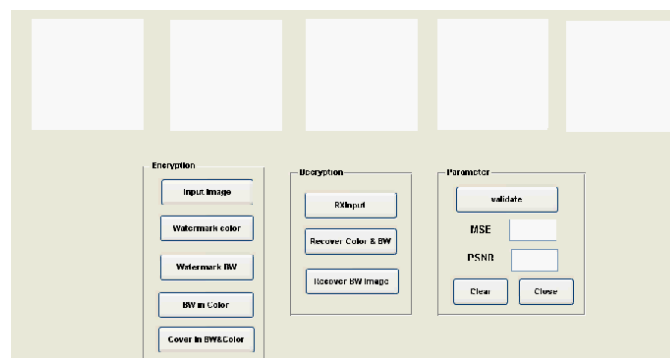 Encryption
Input Image
Watermark color
Watermark BW
BW in Color
Cover in BW&Color
Decryption
RXinput
Recover Color & BW
Recover BW Image
Parameter
validate
MSE
PSNR
Clear
Close